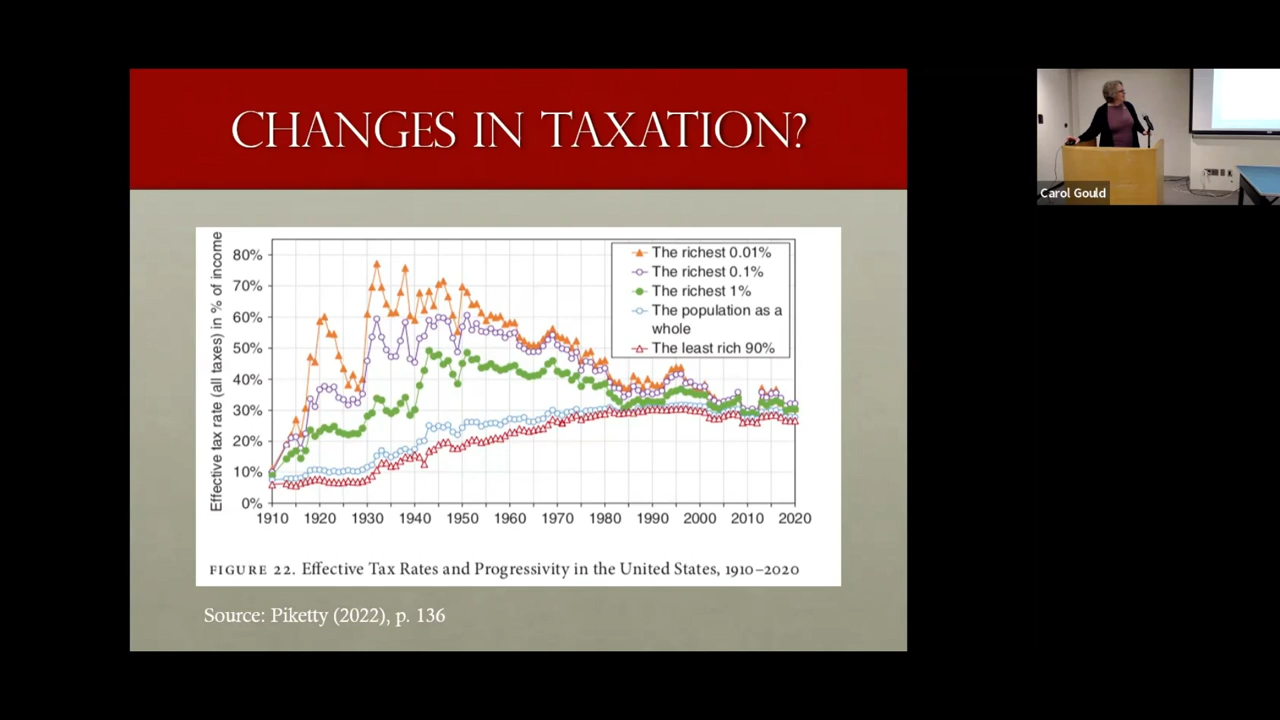 CHANGES IN TAXATION?
Effective tax rate (all taxes) in % of income
80%
70%
60%
50%
40%
30%
20%
10%
0%
The richest 0.01%
The richest 0.1%
The richest 1%
The population as a
whole
The least rich 90%
1910 1920 1930 1940 1950 1960 1970 1980 1990 2000 2010 2020
FIGURE 22. Effective Tax Rates and Progressivity in the United States, 1910–2020
Source: Piketty (2022), p. 136
Carol Gould